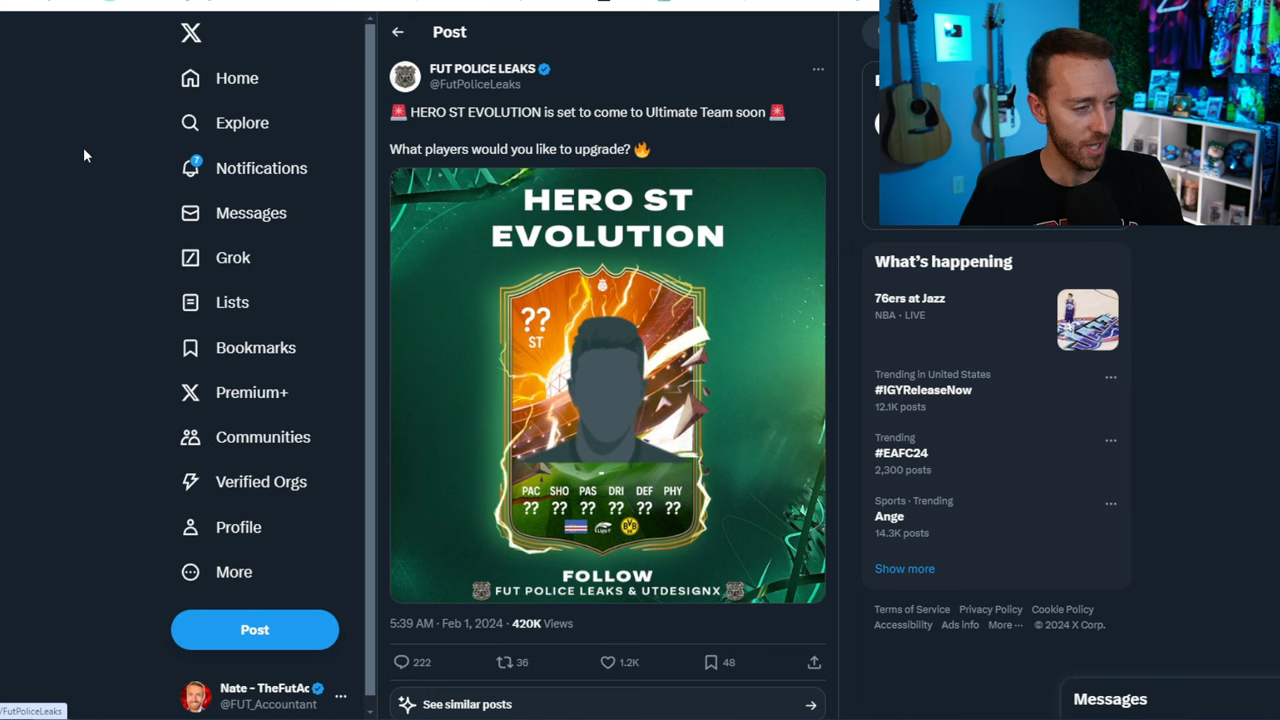 Home
Explore
7
Notifications
Messages
Grok
Lists
Bookmarks
Premium+
Communities
Verified Orgs
Profile
More
Post
@FUT_Accountant
/FutPoliceLeaks
Post
FUT POLICE LEAKS
@FutPoliceLeaks
🚨 HERO ST EVOLUTION is set to come to Ultimate Team soon 🚨
What players would you like to upgrade? 🔥
HERO ST
EVOLUTION
??
ST
-
PAC SHO PAS DRI DEF PHY
?? ?? ?? ?? ?? ??
FOLLOW
FUT POLICE LEAKS & UTDESIGNX
5:39 AM · Feb 1, 2024 · 420K Views
222 36 1.2K 48
See similar posts
What's happening
76ers at Jazz
NBA · LIVE
Trending in United States
#IGYReleaseNow
12.1K posts
Trending
#EAFC24
2,300 posts
Sports · Trending
Ange
14.3K posts
Show more
Terms of Service Privacy Policy Cookie Policy
Accessibility Ads info More ··· © 2024 X Corp.
Messages